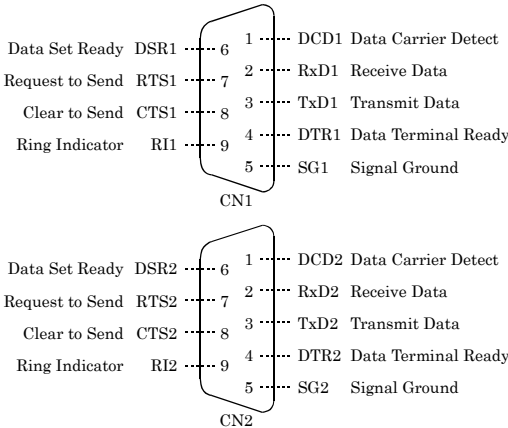 1 DCD1 Data Carrier Detect
Data Set Ready DSR1 6
2 RxD1 Receive Data
Request to Send RTS1 7
3 TxD1 Transmit Data
Clear to Send CTS1 8
4 DTR1 Data Terminal Ready
Ring Indicator RI1 9
5 SG1 Signal Ground
CN1
1 DCD2 Data Carrier Detect
Data Set Ready DSR2 6
2 RxD2 Receive Data
Request to Send RTS2 7
3 TxD2 Transmit Data
Clear to Send CTS2 8
4 DTR2 Data Terminal Ready
Ring Indicator RI2 9
5 SG2 Signal Ground
CN2